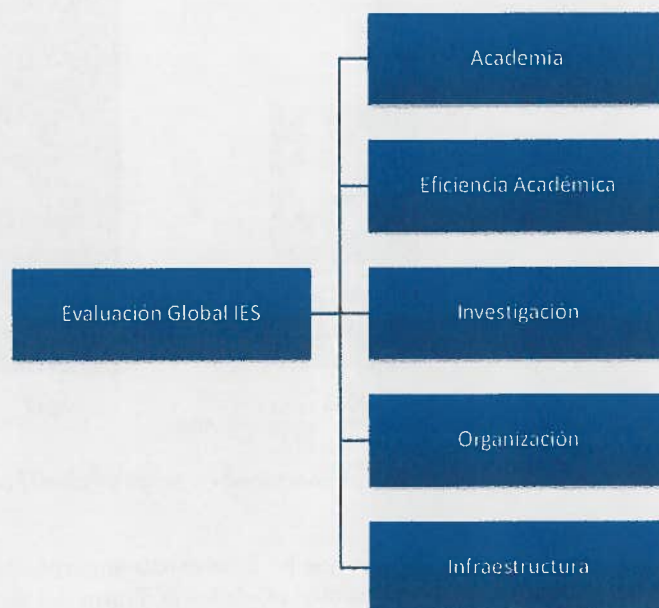 Academia
Eficiencia Académica
Evaluación Global IES
Investigación
Organización
Infraestructura